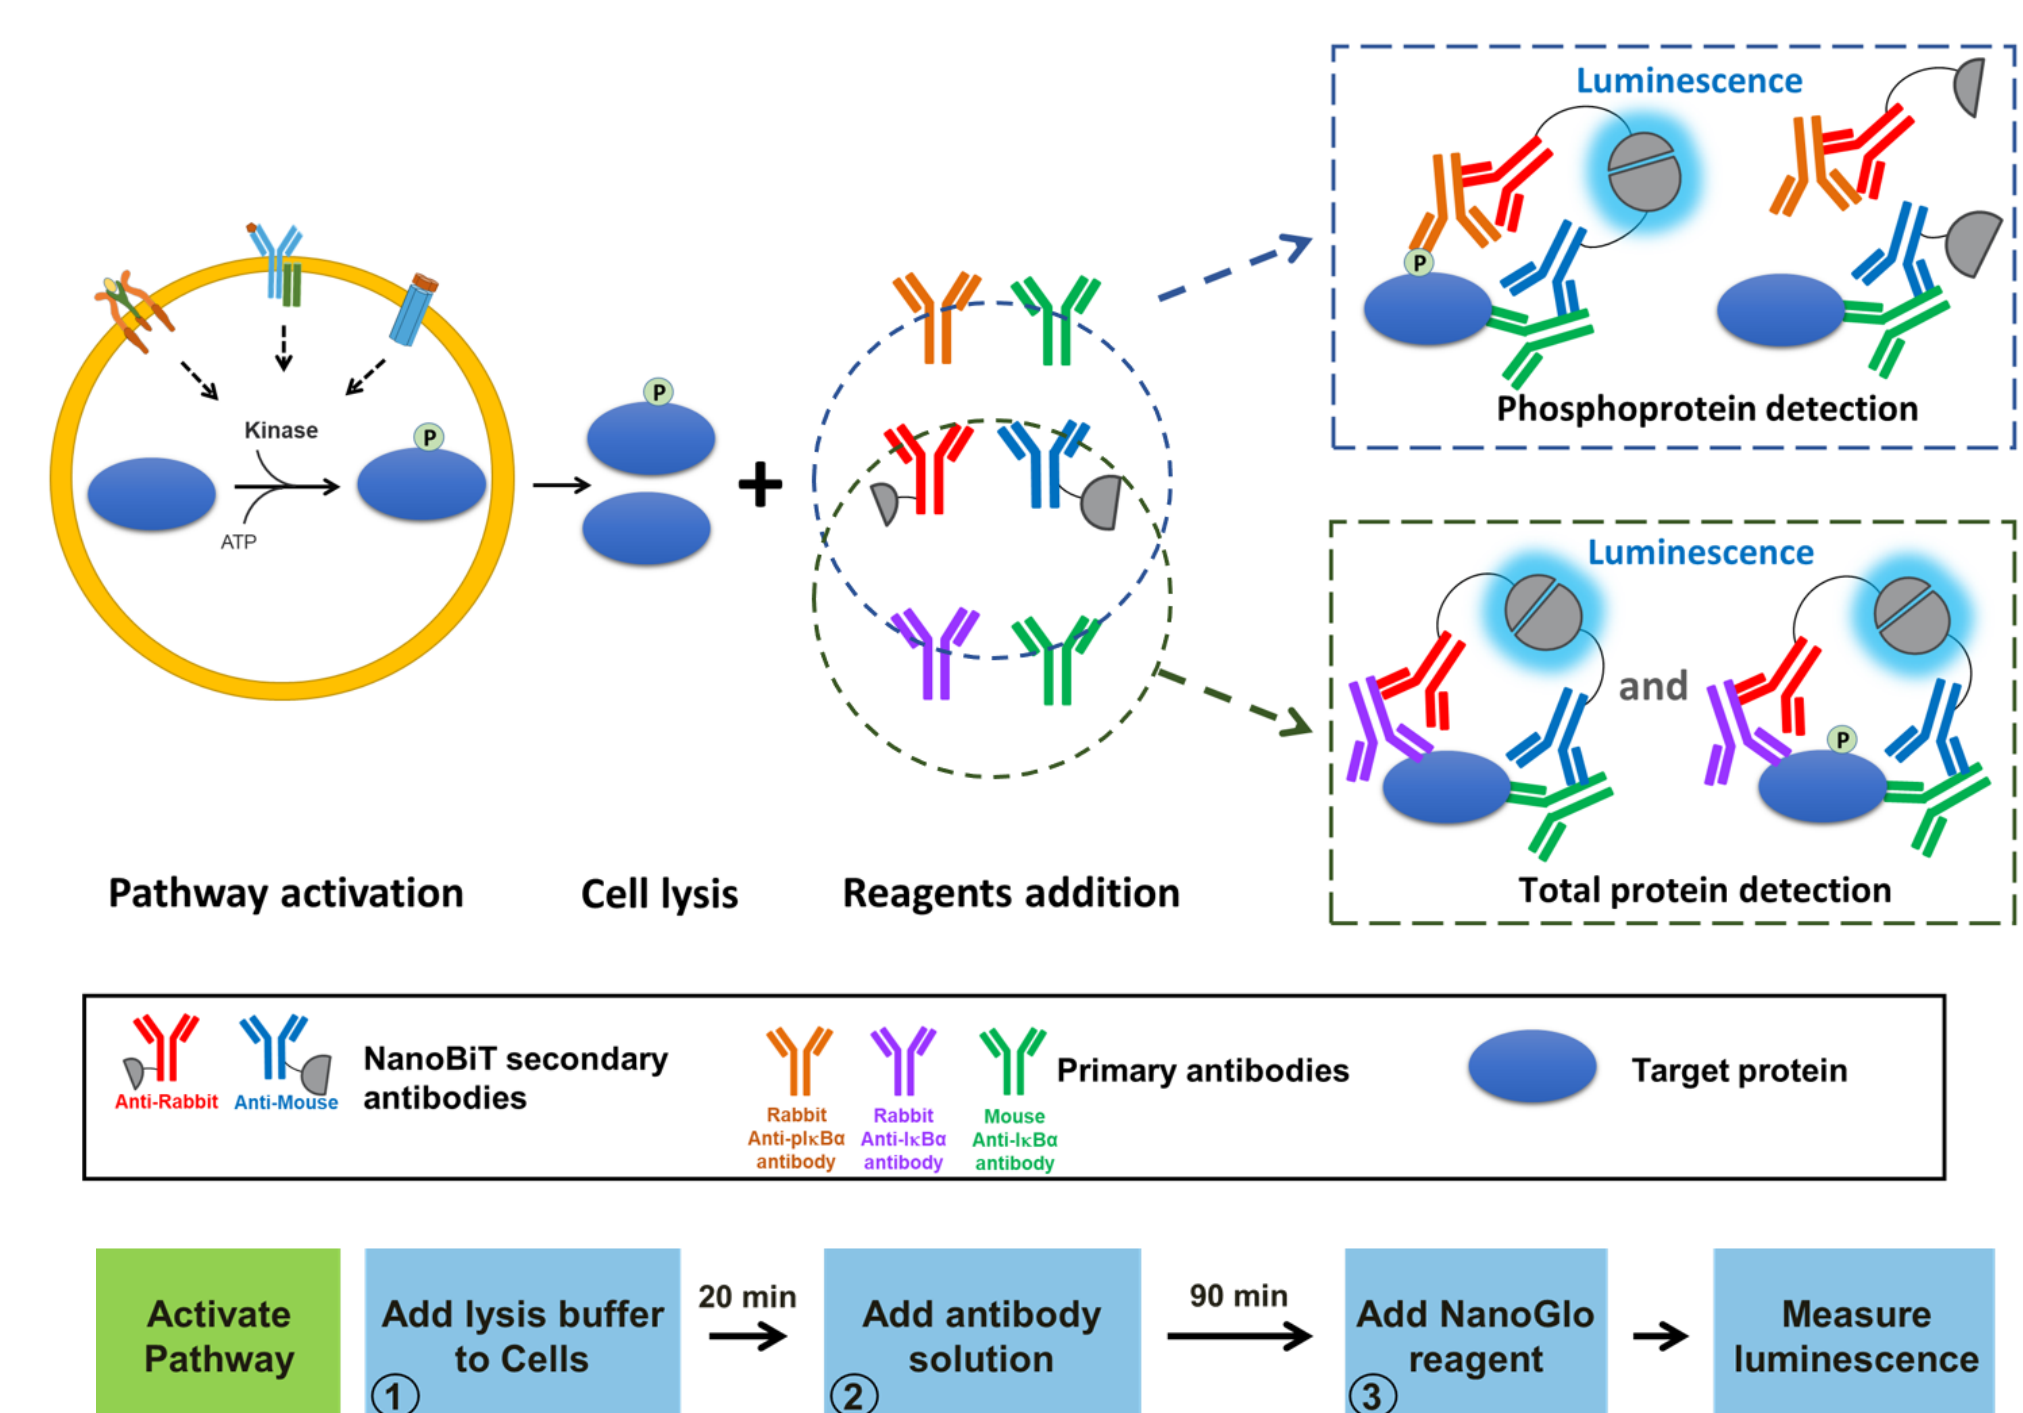 Luminescence
P
Phosphoprotein detection
Kinase
P
ATP
P
Luminescence
and
P
Total protein detection
Pathway activation
Cell lysis
+
Reagents addition
NanoBiT secondary
antibodies
Anti-Rabbit
Anti-Mouse
Primary antibodies
Rabbit
Anti-pIκBα
antibody
Rabbit
Anti-IκBα
antibody
Mouse
Anti-IκBα
antibody
Target protein
Activate
Pathway
Add lysis buffer
to Cells
1
20 min
Add antibody
solution
2
90 min
Add NanoGlo
reagent
3
Measure
luminescence